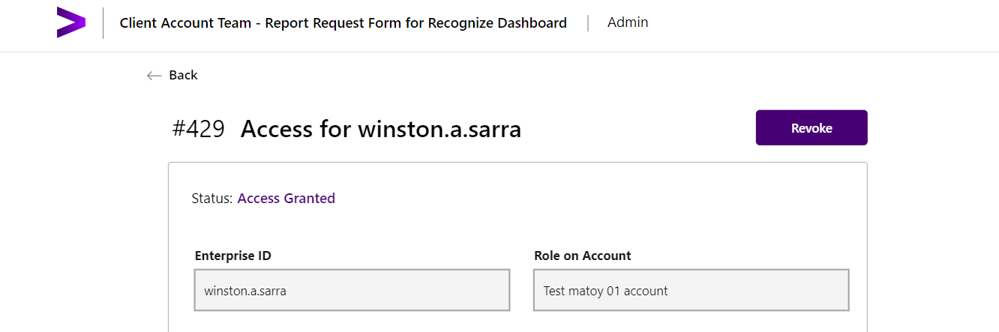 Client Account Team - Report Request Form for Recognize Dashboard Admin
Back
#429 Access for winston.a.sarra Revoke
Status: Access Granted
Enterprise ID Role on Account
winston.a.sarra Test matoy 01 account